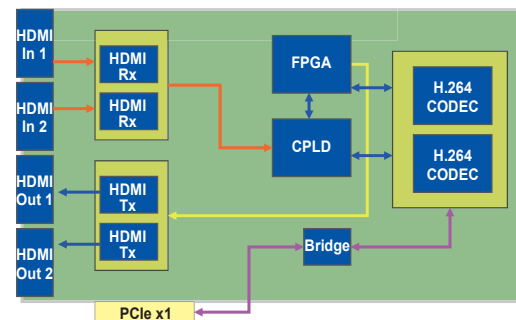 HDMI
In 1
HDMI
In 2
HDMI
Out 1
HDMI
Out 2
HDMI
Rx
HDMI
Rx
HDMI
Tx
HDMI
Tx
FPGA
CPLD
H.264
CODEC
H.264
CODEC
Bridge
PCIe x1